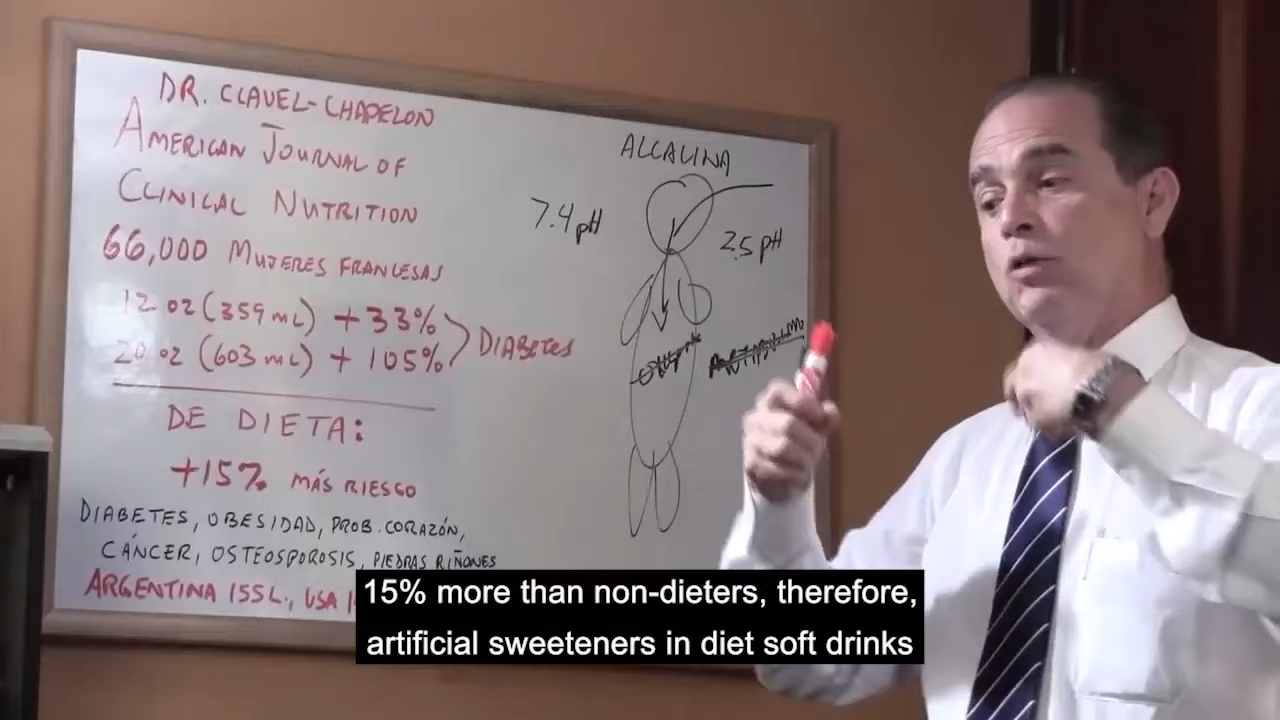 DR. CLAVEL-CHAPELON
AMERICAN JOURNAL OF
CLINICAL NUTRITION
66,000 MUJERES FRANCESAS
12 oz (359 mL) +33%
20 oz (603 mL) + 105%
DIABETES
DE DIETA:
+15% MÁS RIESGO
DIABETES, OBESIDAD, PROB. CORAZÓN,
CÁNCER, OSTEOSPOROSIS, PIEDRAS RIÑONES
ARGENTINA 155L., USA
ALCALINA
7.4 pH
2.5 pH
15% more than non-dieters, therefore,
artificial sweeteners in diet soft drinks